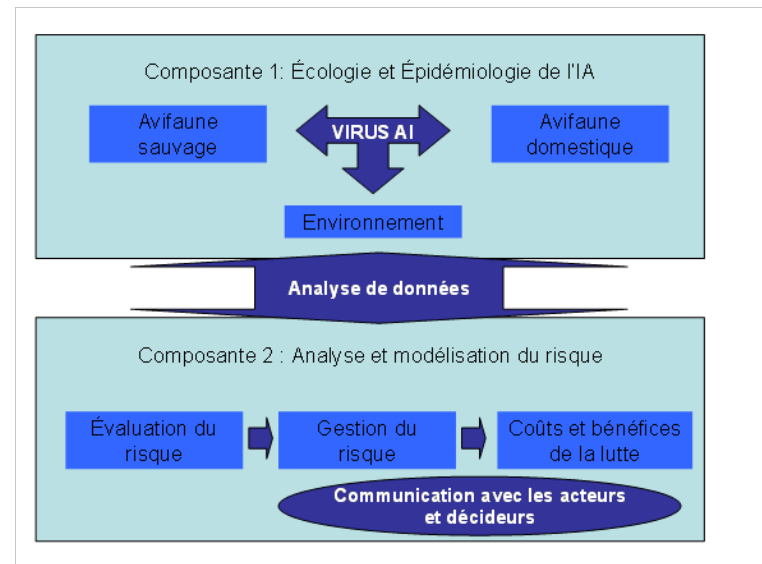 Composante 1: Écologie et Épidémiologie de l'IA
Avifaune
sauvage
VIRUS AI
Avifaune
domestique
Environnement
Analyse de données
Composante 2 : Analyse et modélisation du risque
Évaluation du
risque
Gestion du
risque
Coûts et bénéfices
de la lutte
Communication avec les acteurs
et décideurs